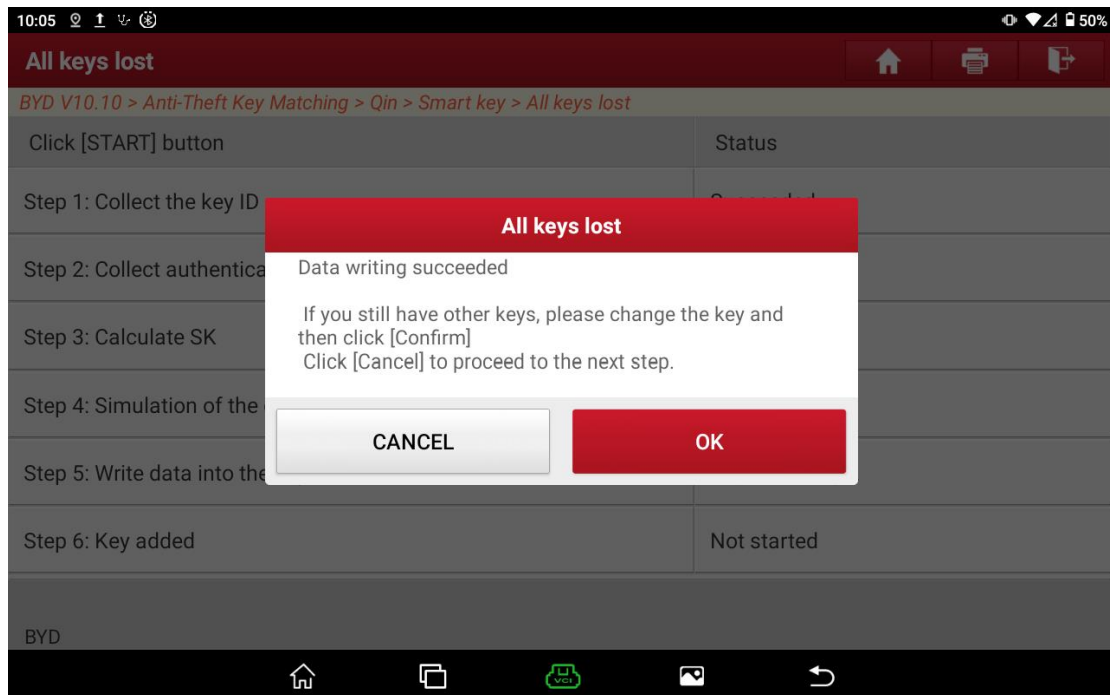 10:05
50%
All keys lost
BYD V10.10 > Anti-Theft Key Matching > Qin > Smart key > All keys lost
Click [START] button
Status
Step 1: Collect the key ID
Step 2: Collect authentica
Step 3: Calculate SK
Step 4: Simulation of the
Step 5: Write data into the
Step 6: Key added
Not started
All keys lost
Data writing succeeded
If you still have other keys, please change the key and
then click [Confirm]
Click [Cancel] to proceed to the next step.
CANCEL
OK
BYD
VCI